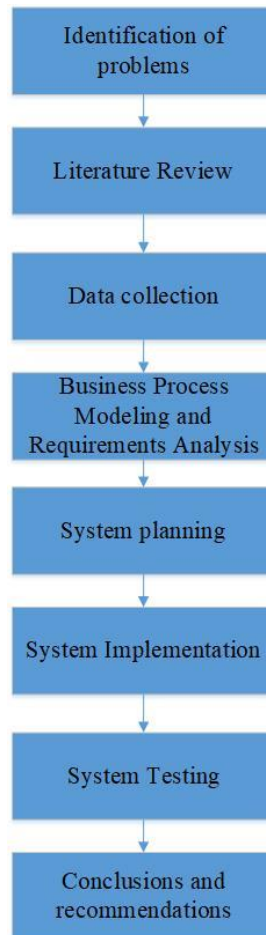 Identification of
problems
Literature Review
Data collection
Business Process
Modeling and
Requirements Analysis
System planning
System Implementation
System Testing
Conclusions and
recommendations